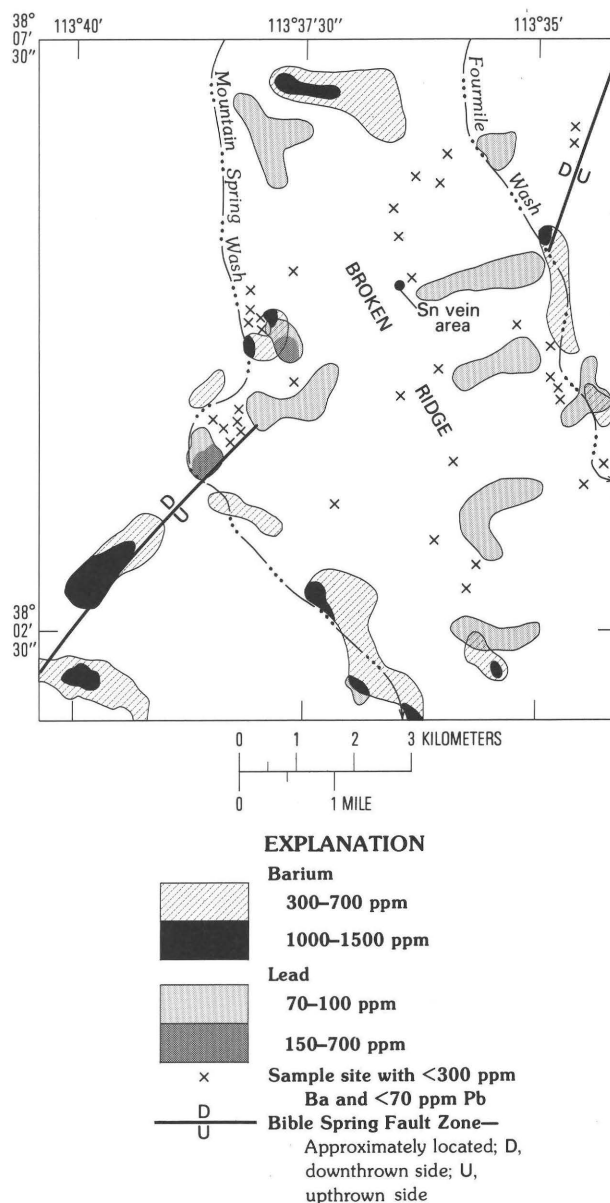 38°
07'
30"
113°40'
113°37'30"
113°35'
Mountain Spring Wash
Fourmile Wash
D
U
BROKEN
RIDGE
Sn vein
area
D
U
38°
02'
30"
0 1 2 3 KILOMETERS
0 1 MILE
EXPLANATION
Barium
300–700 ppm
1000–1500 ppm
Lead
70–100 ppm
150–700 ppm
× Sample site with <300 ppm
Ba and <70 ppm Pb
D
U
Bible Spring Fault Zone—
Approximately located; D,
downthrown side; U,
upthrown side